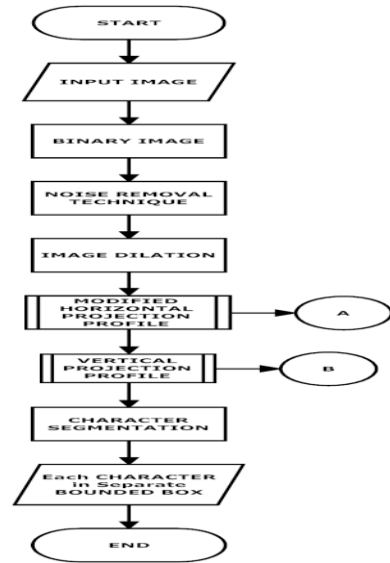 START
INPUT IMAGE
BINARY IMAGE
NOISE REMOVAL
TECHNIQUE
IMAGE DILATION
MODIFIED
HORIZONTAL
PROJECTION
PROFILE
A
VERTICAL
PROJECTION
PROFILE
B
CHARACTER
SEGMENTATION
Each CHARACTER
in Separate
BOUNDED BOX
END